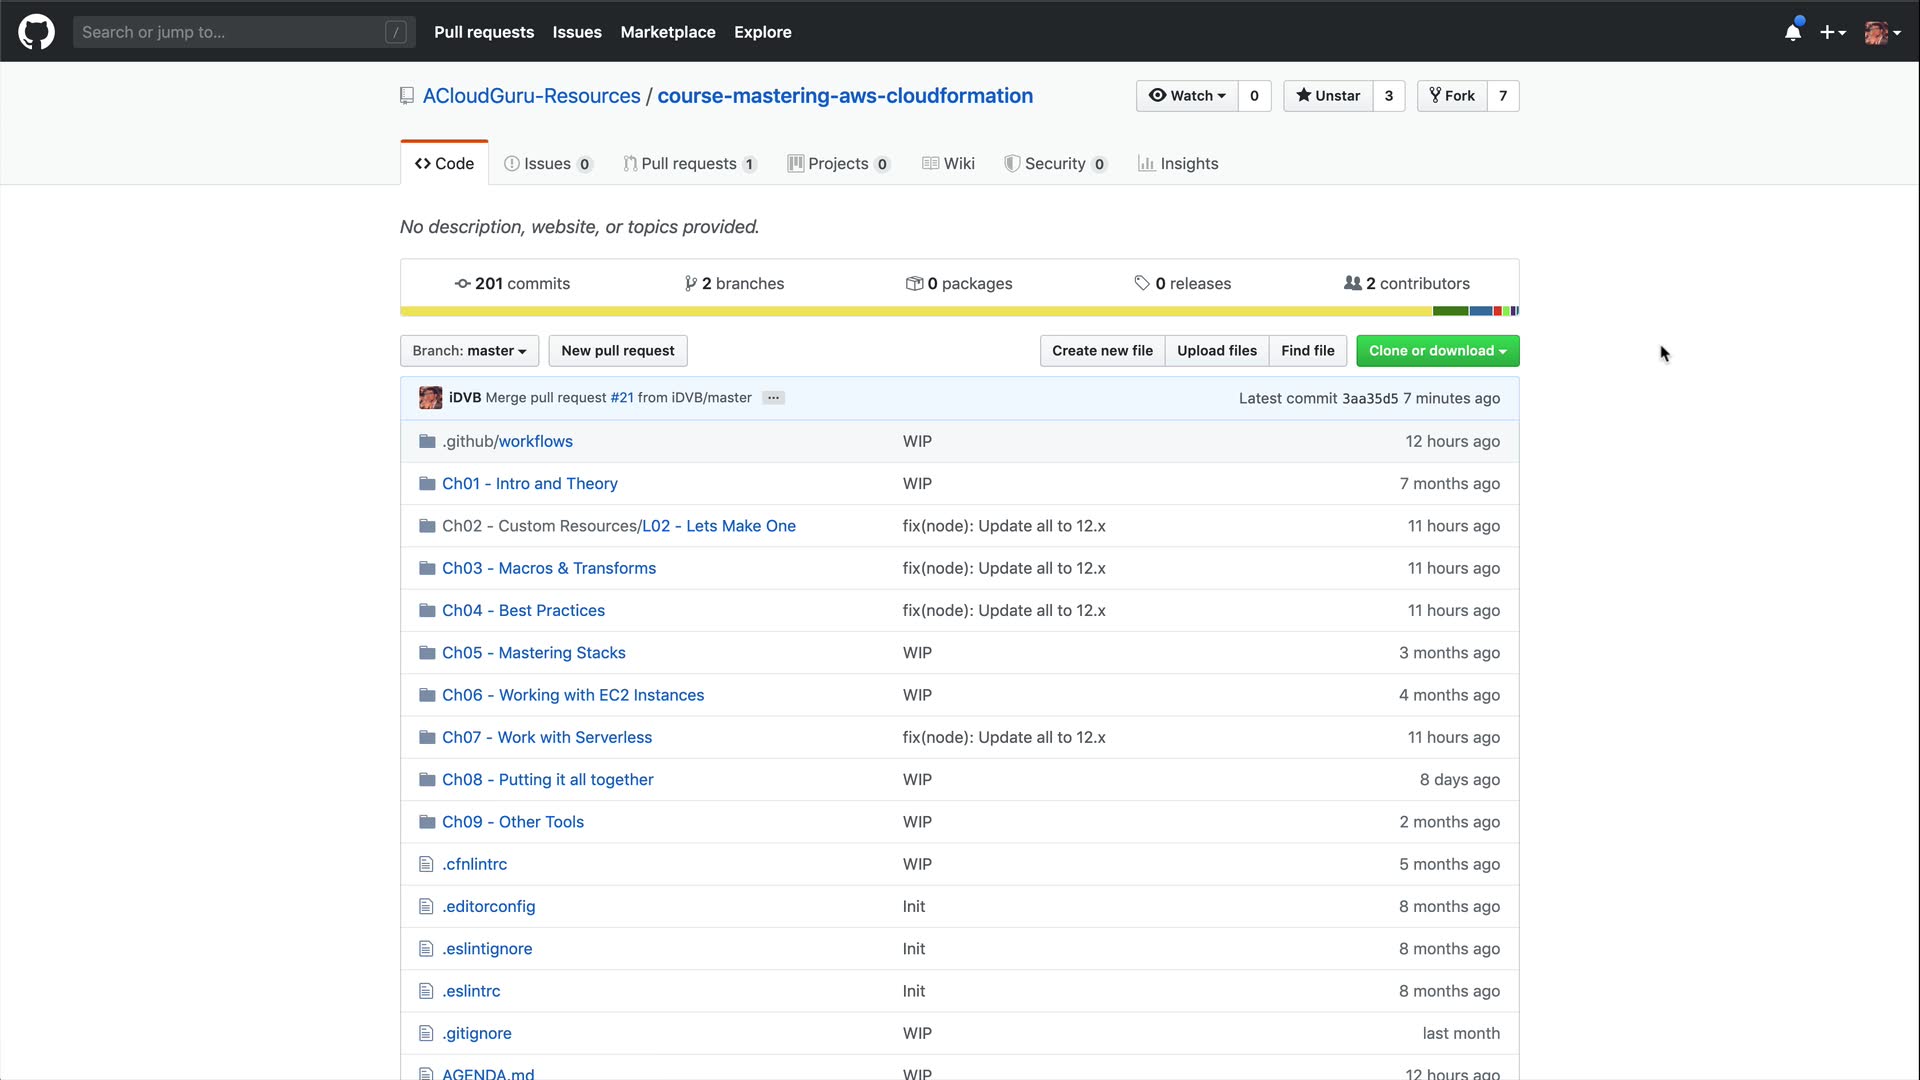 Search or jump to... /
Pull requests Issues Marketplace Explore
ACloudGuru-Resources / course-mastering-aws-cloudformation
Watch 0 Unstar 3 Fork 7
Code Issues 0 Pull requests 1 Projects 0 Wiki Security 0 Insights
No description, website, or topics provided.
201 commits 2 branches 0 packages 0 releases 2 contributors
Branch: master New pull request Create new file Upload files Find file Clone or download
iDVB Merge pull request #21 from iDVB/master ... Latest commit 3aa35d5 7 minutes ago
.github/workflows WIP 12 hours ago
Ch01 - Intro and Theory WIP 7 months ago
Ch02 - Custom Resources/L02 - Lets Make One fix(node): Update all to 12.x 11 hours ago
Ch03 - Macros & Transforms fix(node): Update all to 12.x 11 hours ago
Ch04 - Best Practices fix(node): Update all to 12.x 11 hours ago
Ch05 - Mastering Stacks WIP 3 months ago
Ch06 - Working with EC2 Instances WIP 4 months ago
Ch07 - Work with Serverless fix(node): Update all to 12.x 11 hours ago
Ch08 - Putting it all together WIP 8 days ago
Ch09 - Other Tools WIP 2 months ago
.cfnlintrc WIP 5 months ago
.editorconfig Init 8 months ago
.eslintignore Init 8 months ago
.eslintrc Init 8 months ago
.gitignore WIP last month
AGENDA.md WIP 12 hours ago